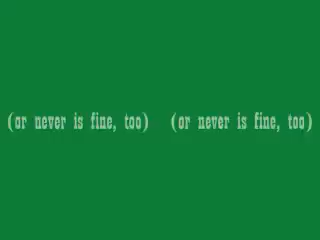 (or never is fine, too) (or never is fine, too)